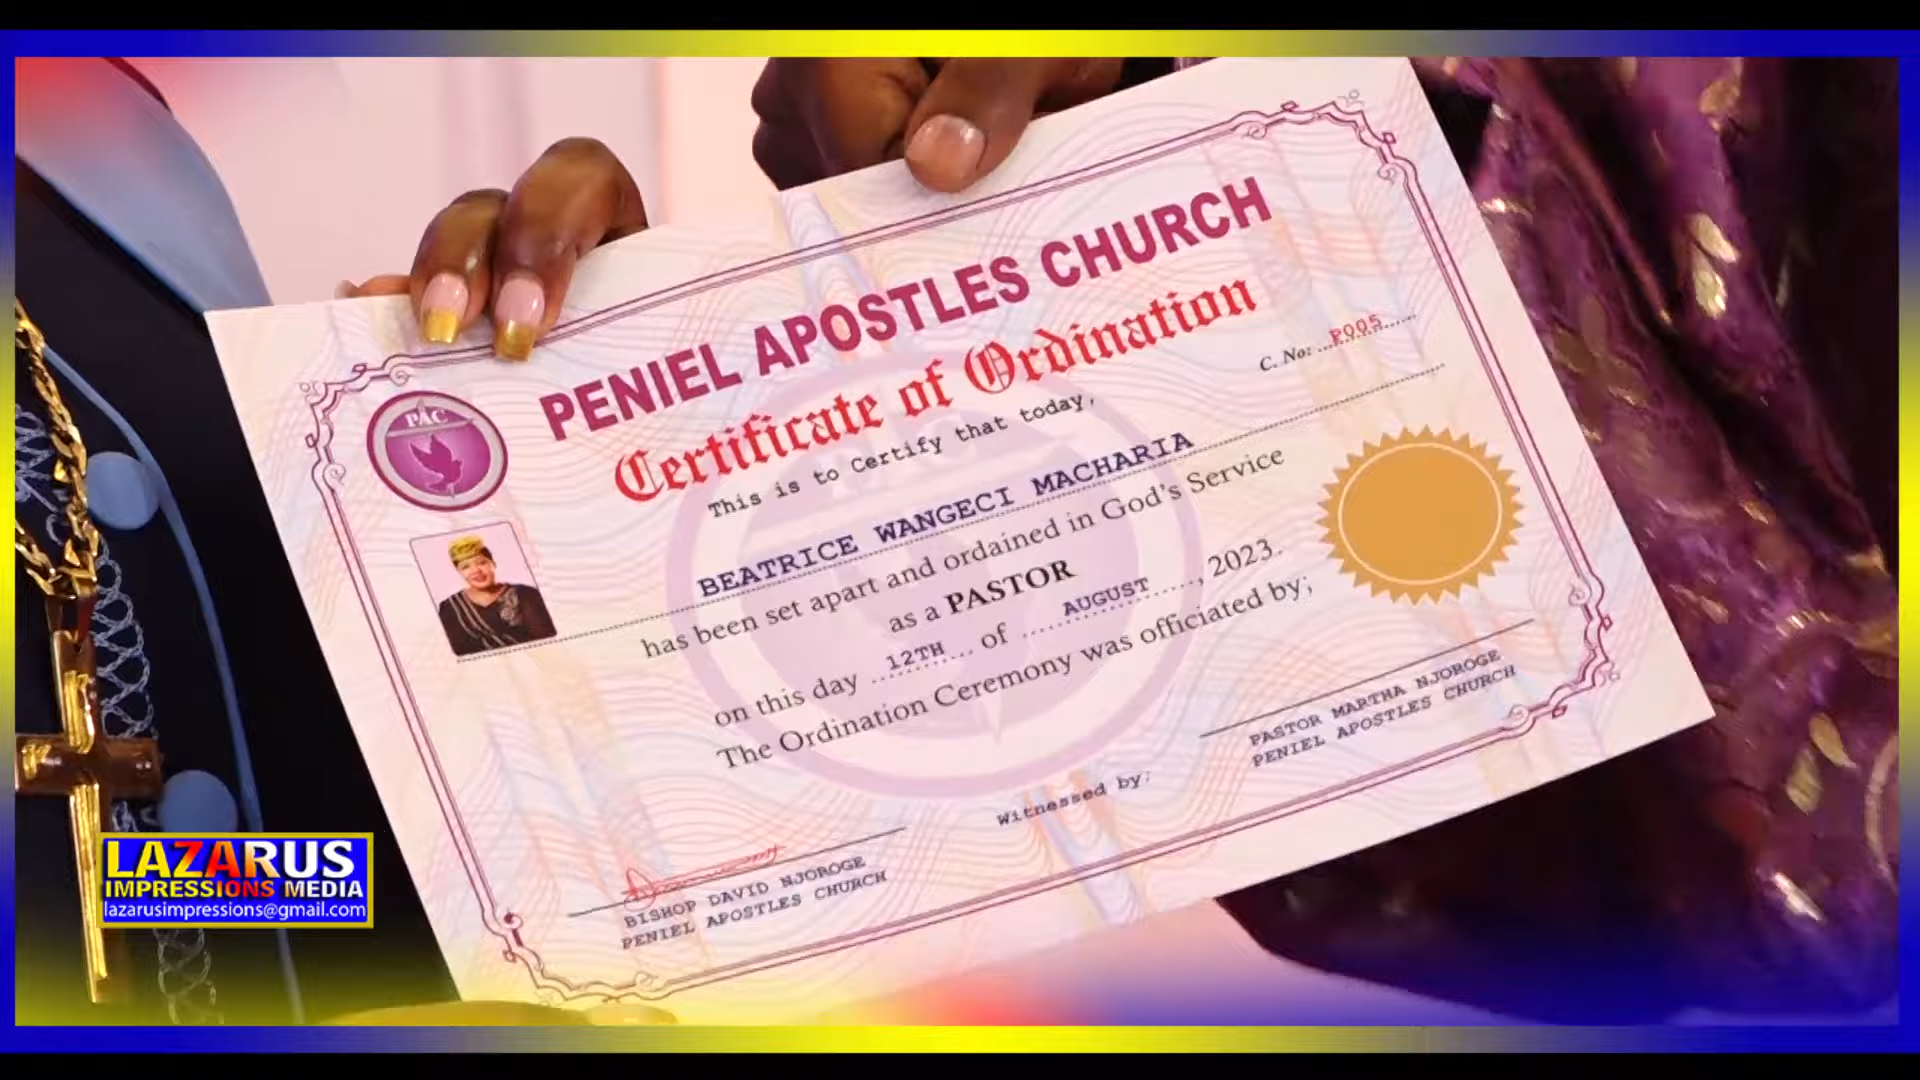 PENIEL APOSTLES CHURCH
Certificate of Ordination
C. No: ...P005...
PAC
This is to Certify that today,
BEATRICE WANGECI MACHARIA
has been set apart and ordained in God's Service
as a PASTOR
on this day ...12TH... of ...AUGUST..., 2023.
The Ordination Ceremony was officiated by;
PASTOR MARTHA NJOROGE
PENIEL APOSTLES CHURCH
Witnessed by;
BISHOP DAVID NJOROGE
PENIEL APOSTLES CHURCH
LAZARUS
IMPRESSIONS MEDIA
lazarusimpressions@gmail.com